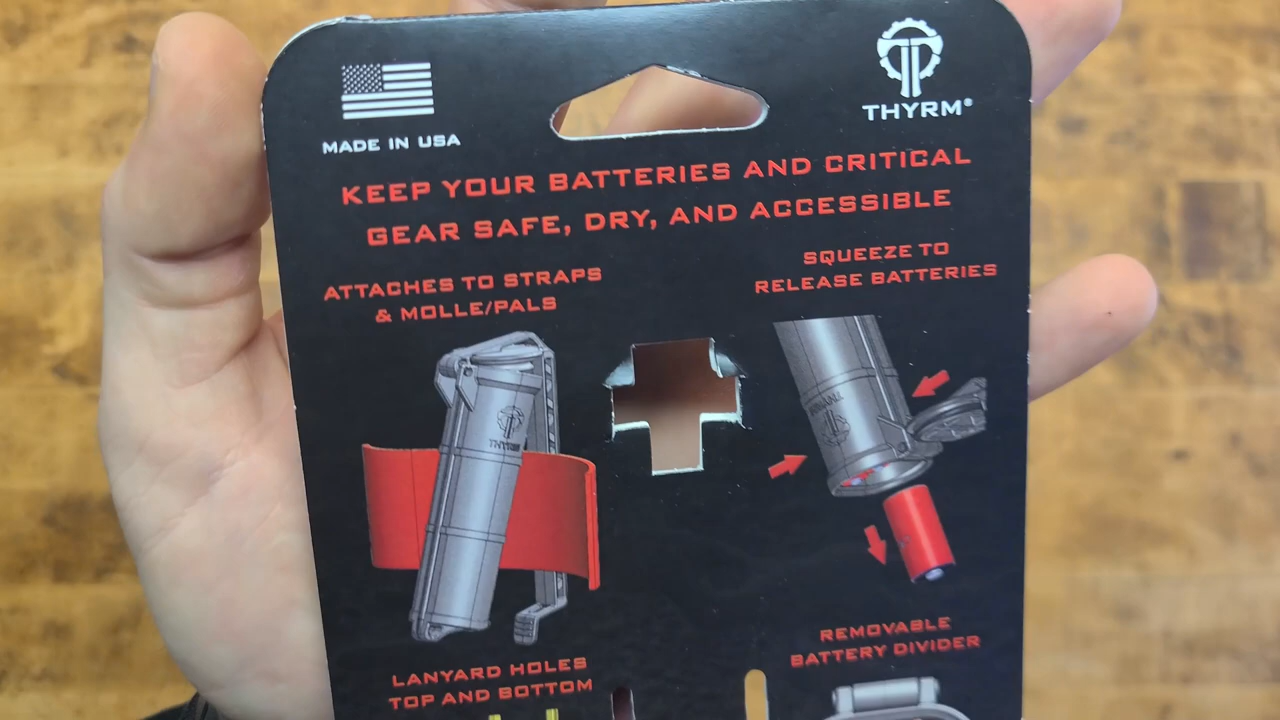 MADE IN USA
THYRM®
KEEP YOUR BATTERIES AND CRITICAL
GEAR SAFE, DRY, AND ACCESSIBLE
ATTACHES TO STRAPS
& MOLLE/PALS
SQUEEZE TO
RELEASE BATTERIES
THYRM
THYRM
LANYARD HOLES
TOP AND BOTTOM
REMOVABLE
BATTERY DIVIDER